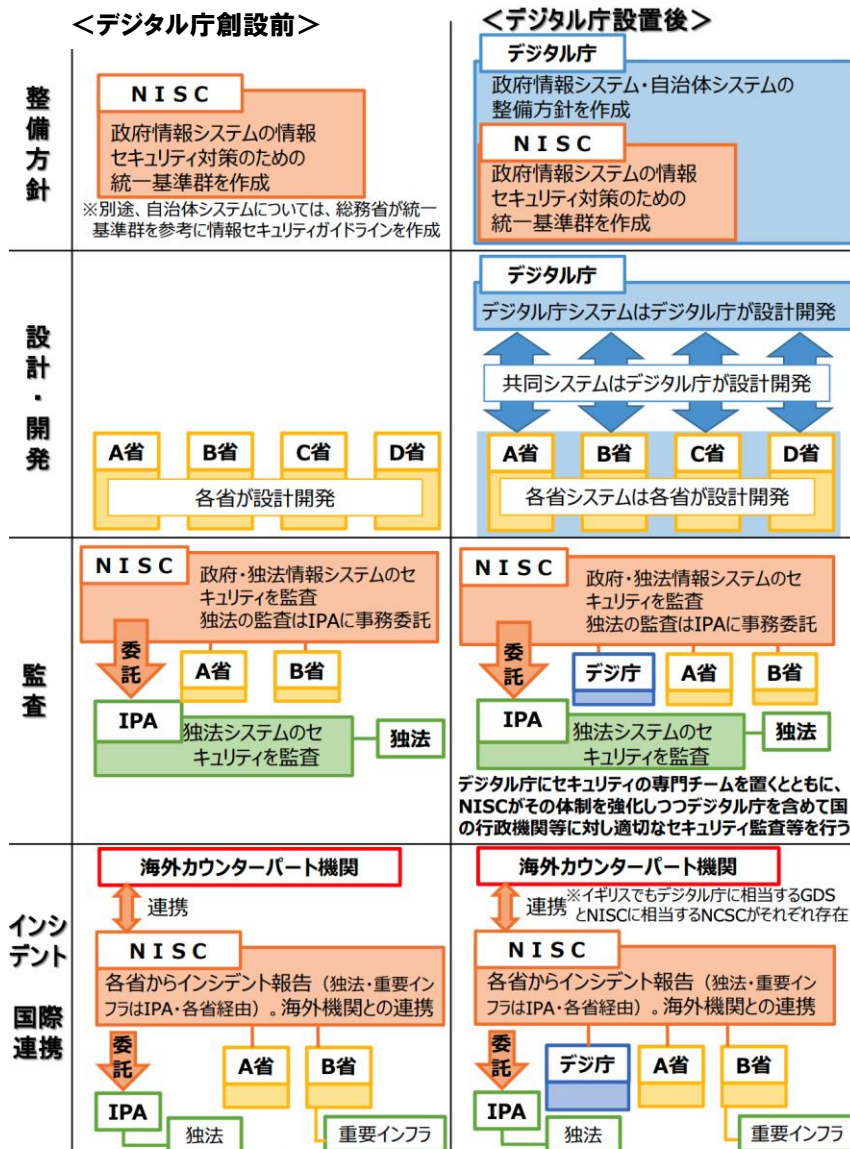 ＜デジタル庁創設前＞
＜デジタル庁設置後＞
整備方針
ＮＩＳＣ
政府情報システムの情報
セキュリティ対策のための
統一基準群を作成
※別途、自治体システムについては、総務省が統一
基準群を参考に情報セキュリティガイドラインを作成
デジタル庁
政府情報システム・自治体システムの
整備方針を作成
ＮＩＳＣ
政府情報システムの情報
セキュリティ対策のための
統一基準群を作成
設計・開発
A省
B省
C省
D省
各省が設計開発
デジタル庁
デジタル庁システムはデジタル庁が設計開発
共同システムはデジタル庁が設計開発
A省
B省
C省
D省
各省システムは各省が設計開発
監査
ＮＩＳＣ
政府・独法情報システムのセ
キュリティを監査
独法の監査はIPAに事務委託
委託
A省
B省
IPA
独法システムのセ
キュリティを監査
独法
ＮＩＳＣ
政府・独法情報システムのセ
キュリティを監査
独法の監査はIPAに事務委託
委託
デジ庁
A省
B省
IPA
独法システムのセ
キュリティを監査
独法
デジタル庁にセキュリティの専門チームを置くとともに、
NISCがその体制を強化しつつデジタル庁を含めて国
の行政機関等に対し適切なセキュリティ監査等を行う
インシ
デント
国際
連携
海外カウンターパート機関
連携
ＮＩＳＣ
各省からインシデント報告（独法・重要イン
フラはIPA・各省経由）。海外機関との連携
委託
A省
B省
IPA
独法
重要インフラ
海外カウンターパート機関
連携
※イギリスでもデジタル庁に相当するGDS
とNISCに相当するNCSCがそれぞれ存在
ＮＩＳＣ
各省からインシデント報告（独法・重要イン
フラはIPA・各省経由）。海外機関との連携
委託
デジ庁
A省
B省
IPA
独法
重要インフラ